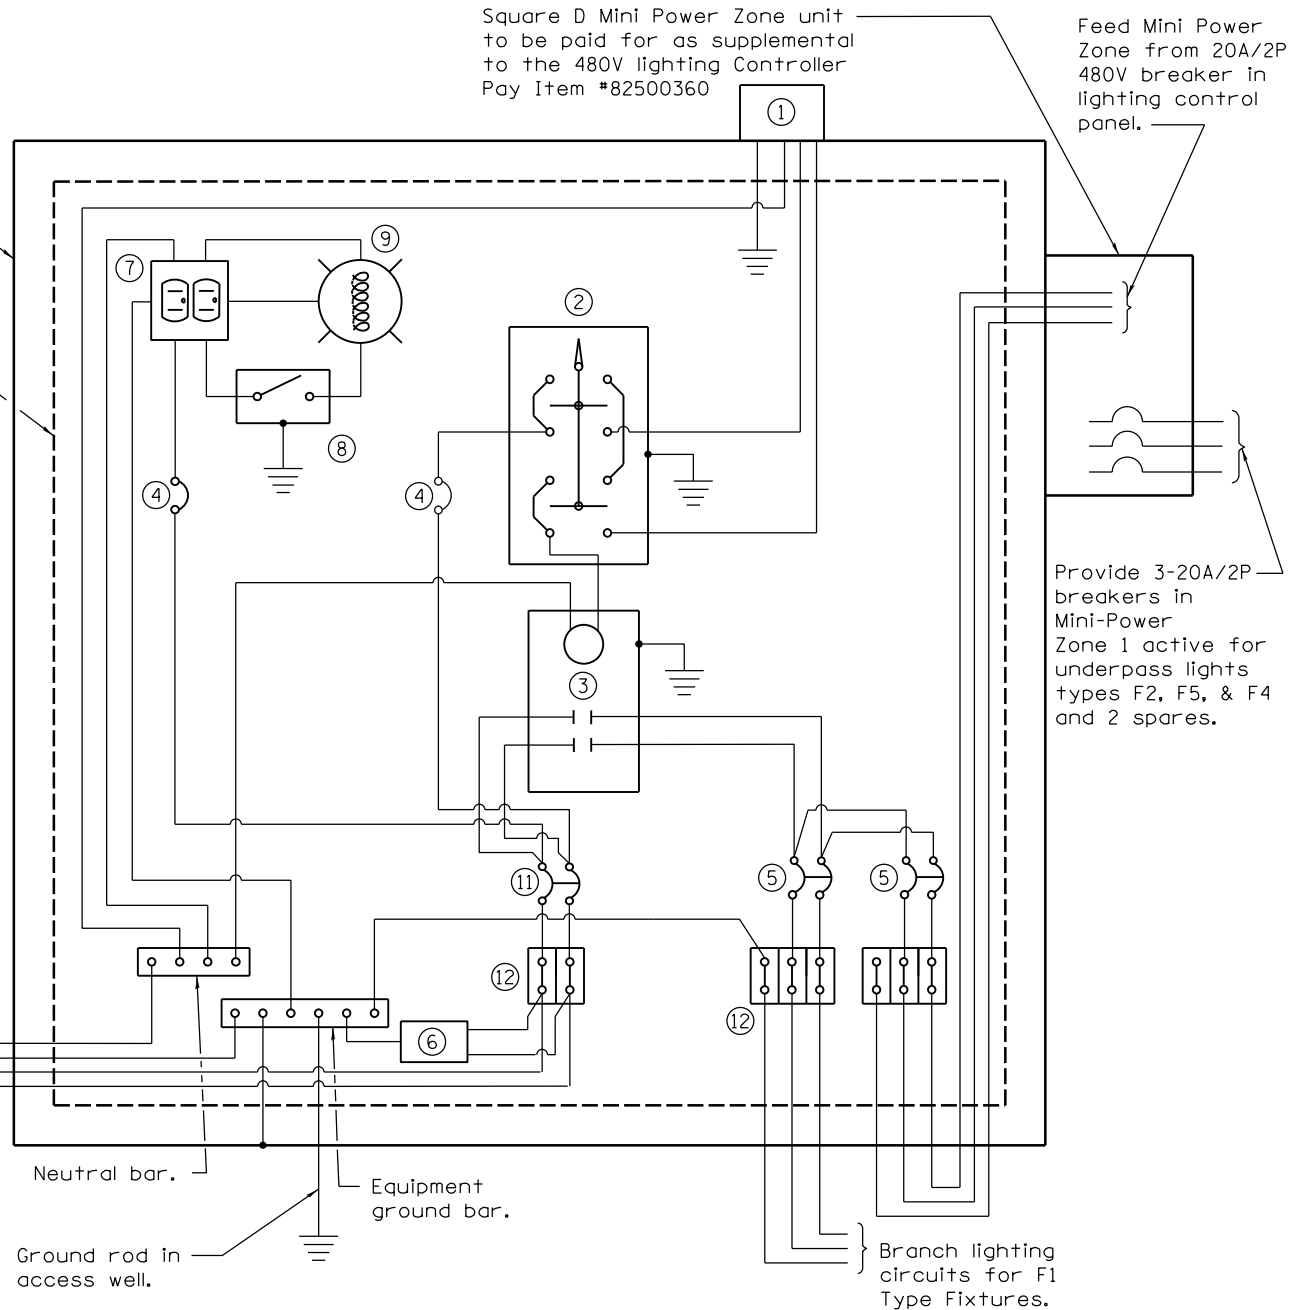 Square D Mini Power Zone unit
to be paid for as supplemental
to the 480V lighting Controller
Pay Item #82500360
Feed Mini Power
Zone from 20A/2P
480V breaker in
lighting control
panel.
1
9
7
2
8
4
4
Provide 3-20A/2P
breakers in
Mini-Power
Zone 1 active for
underpass lights
types F2, F5, & F4
and 2 spares.
3
11
5
5
12
12
6
Neutral bar.
Equipment
ground bar.
Ground rod in
access well.
Branch lighting
circuits for F1
Type Fixtures.